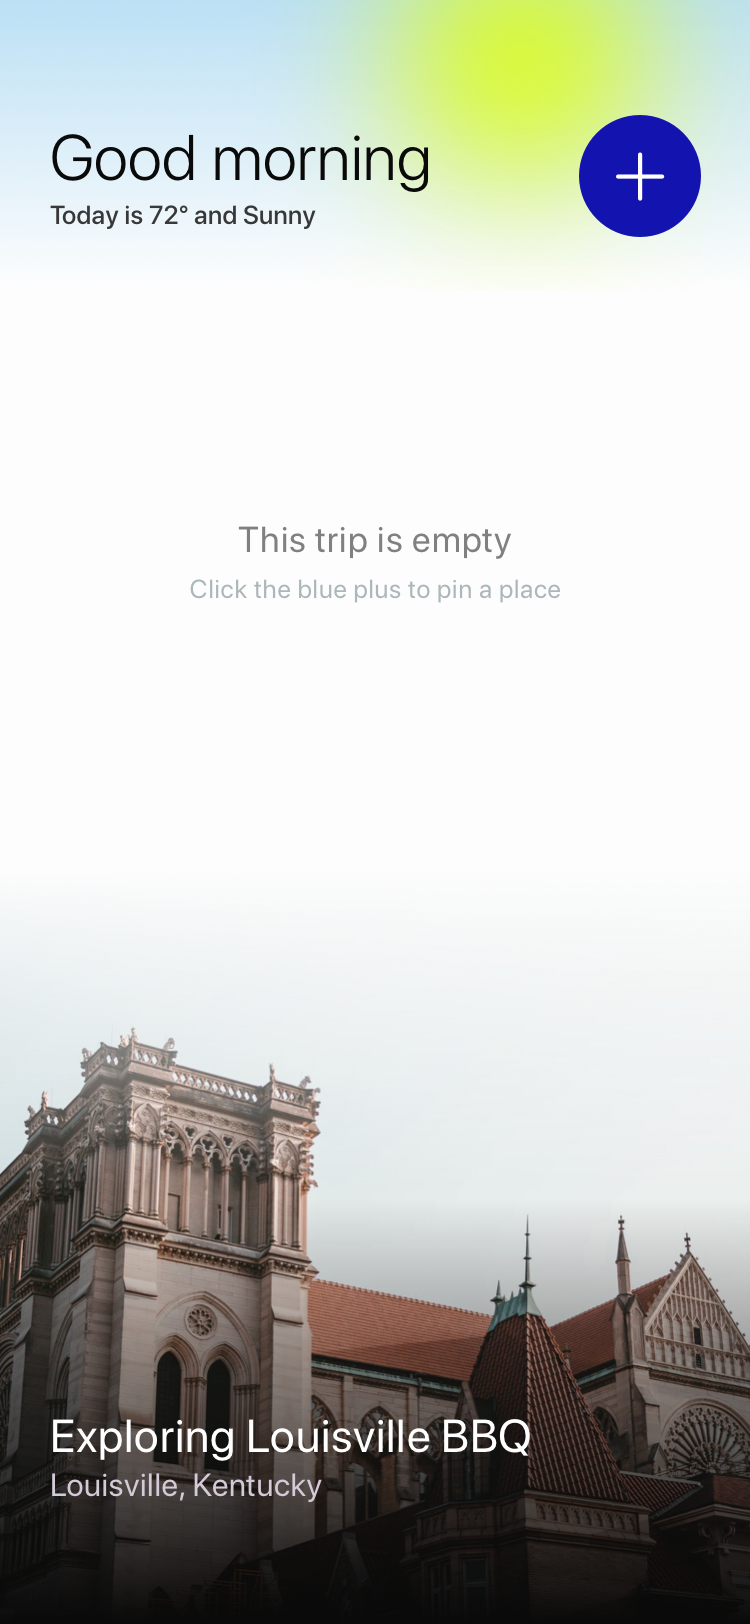 Good morning
Today is 72° and Sunny
This trip is empty
Click the blue plus to pin a place
Exploring Louisville BBQ
Louisville, Kentucky